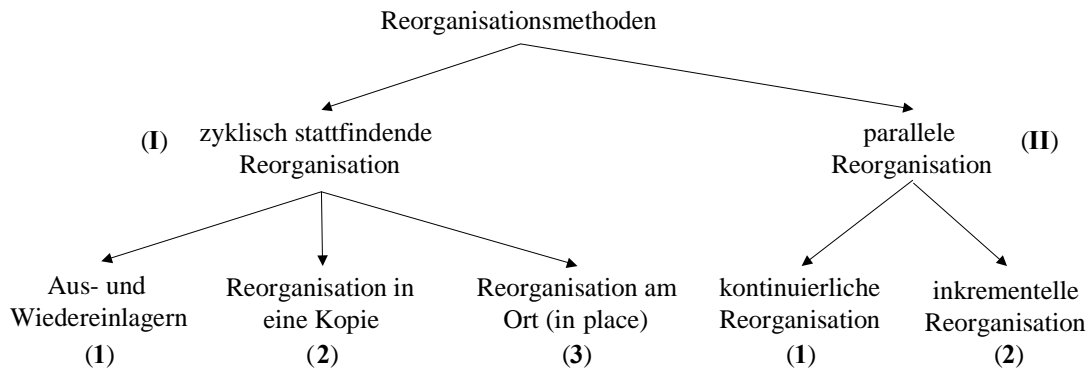 Reorganisationsmethoden
(I) zyklisch stattfindende Reorganisation
parallele Reorganisation (II)
Aus- und
Wiedereinlagern
(1)
Reorganisation in
eine Kopie
(2)
Reorganisation am
Ort (in place)
(3)
kontinuierliche
Reorganisation
(1)
inkrementelle
Reorganisation
(2)